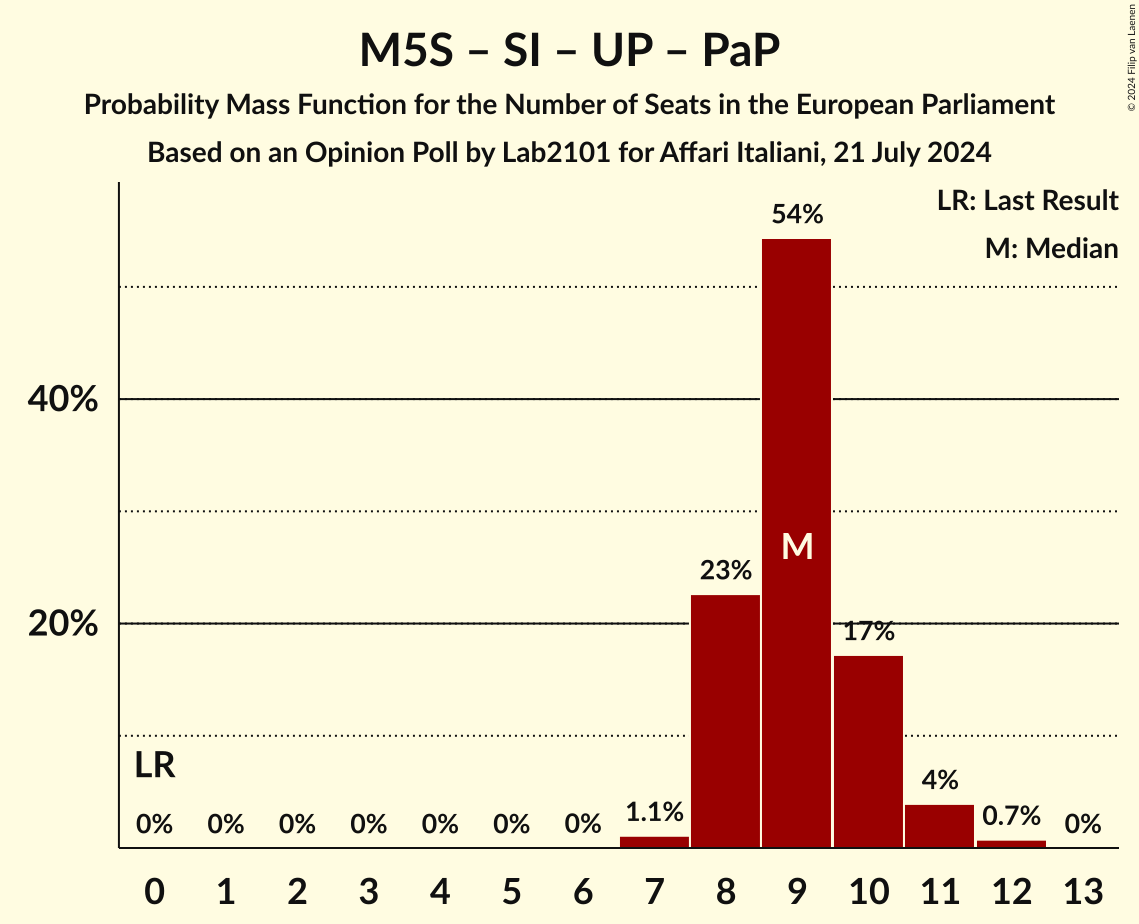 M5S – SI – UP – PaP
Probability Mass Function for the Number of Seats in the European Parliament
Based on an Opinion Poll by Lab2101 for Affari Italiani, 21 July 2024
© 2024 Filip van Laenen
LR: Last Result
M: Median
54%
40%
M
23%
20%
17%
LR
4%
0% 0% 0% 0% 0% 0% 0% 1.1% 0.7% 0%
0 1 2 3 4 5 6 7 8 9 10 11 12 13